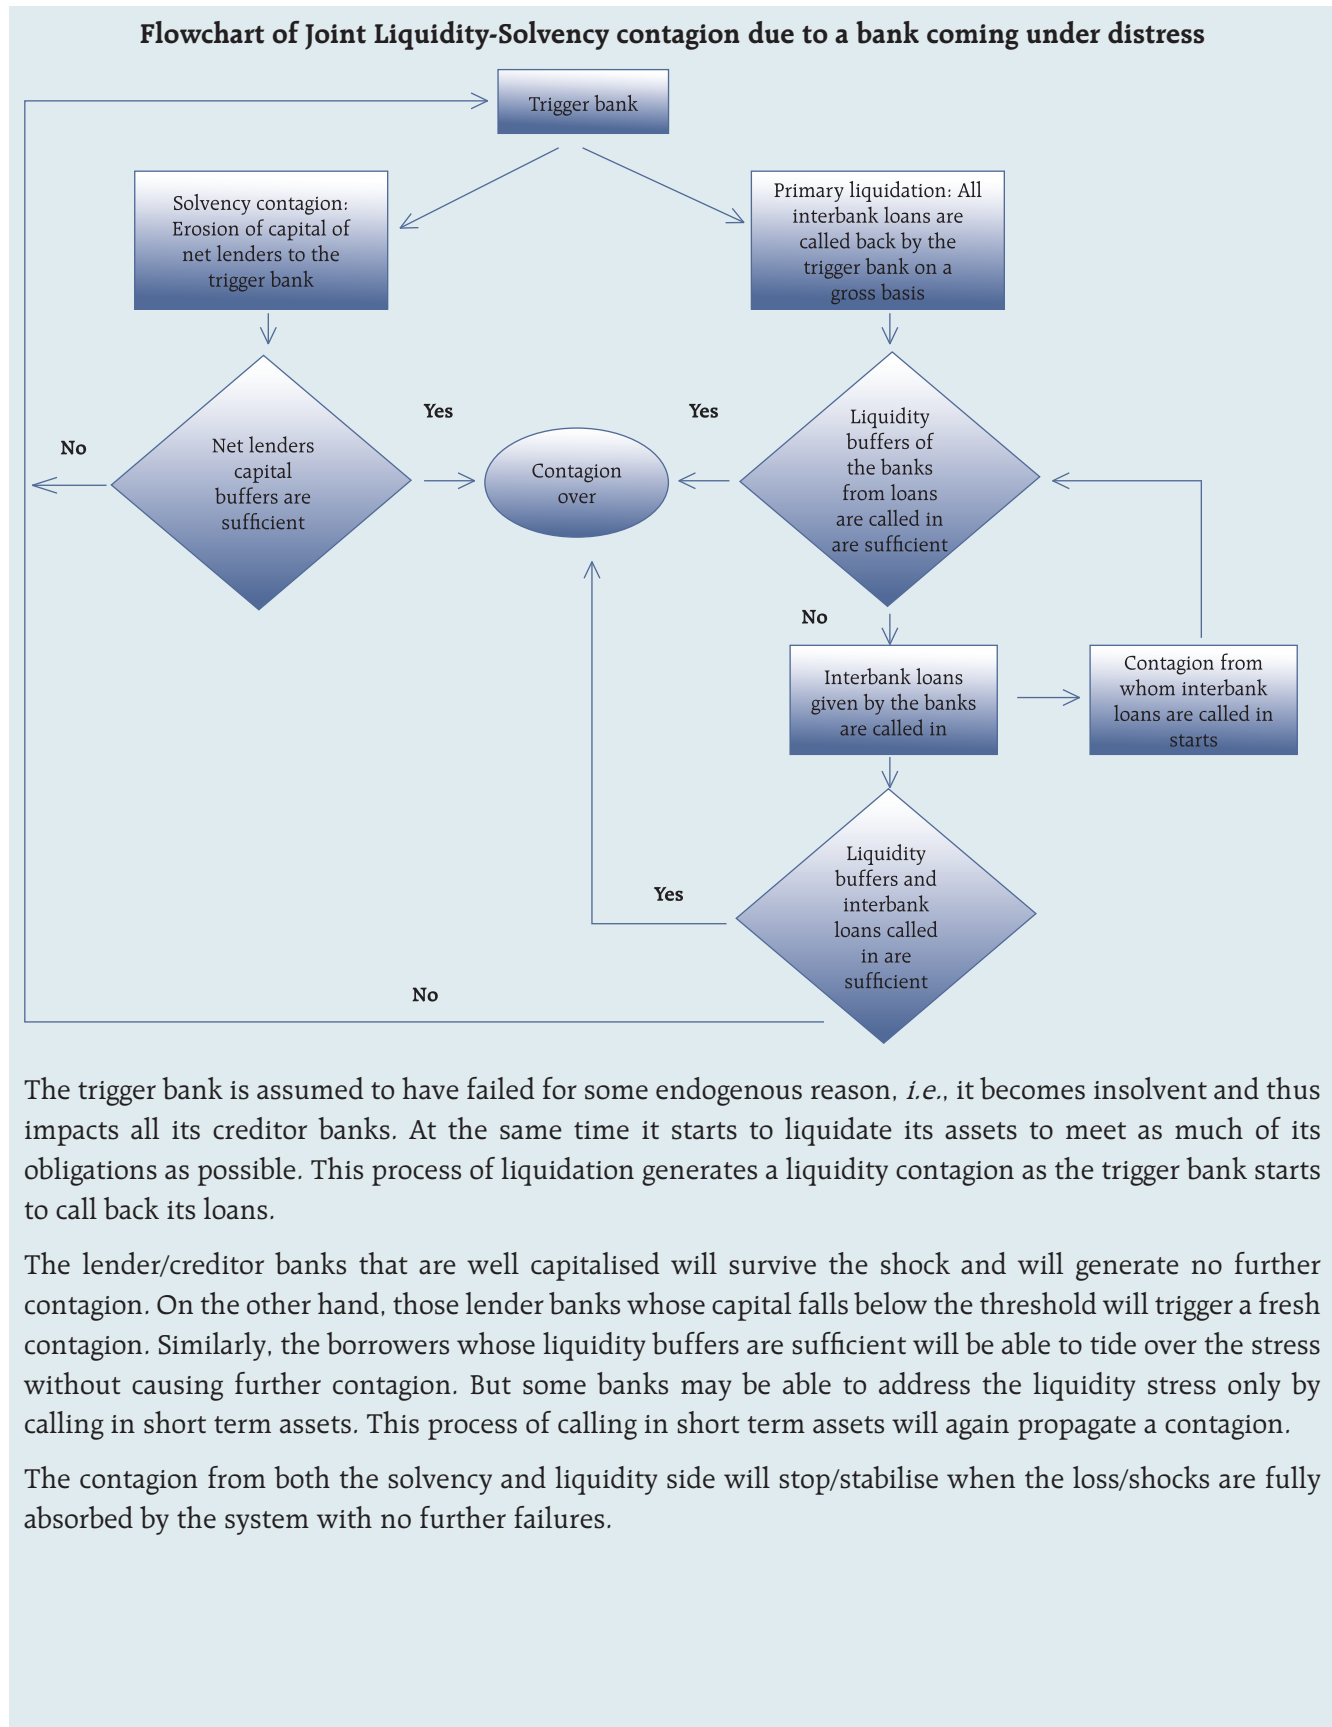 Flowchart of Joint Liquidity-Solvency contagion due to a bank coming under distress
Trigger bank
Solvency contagion:
Erosion of capital of
net lenders to the
trigger bank
Primary liquidation: All
interbank loans are
called back by the
trigger bank on a
gross basis
No
Net lenders
capital
buffers are
sufficient
Yes
Contagion
over
Yes
Liquidity
buffers of
the banks
from loans
are called in
are sufficient
No
Interbank loans
given by the banks
are called in
Contagion from
whom interbank
loans are called in
starts
Yes
Liquidity
buffers and
interbank
loans called
in are
sufficient
No
The trigger bank is assumed to have failed for some endogenous reason, i.e., it becomes insolvent and thus
impacts all its creditor banks. At the same time it starts to liquidate its assets to meet as much of its
obligations as possible. This process of liquidation generates a liquidity contagion as the trigger bank starts
to call back its loans.
The lender/creditor banks that are well capitalised will survive the shock and will generate no further
contagion. On the other hand, those lender banks whose capital falls below the threshold will trigger a fresh
contagion. Similarly, the borrowers whose liquidity buffers are sufficient will be able to tide over the stress
without causing further contagion. But some banks may be able to address the liquidity stress only by
calling in short term assets. This process of calling in short term assets will again propagate a contagion.
The contagion from both the solvency and liquidity side will stop/stabilise when the loss/shocks are fully
absorbed by the system with no further failures.